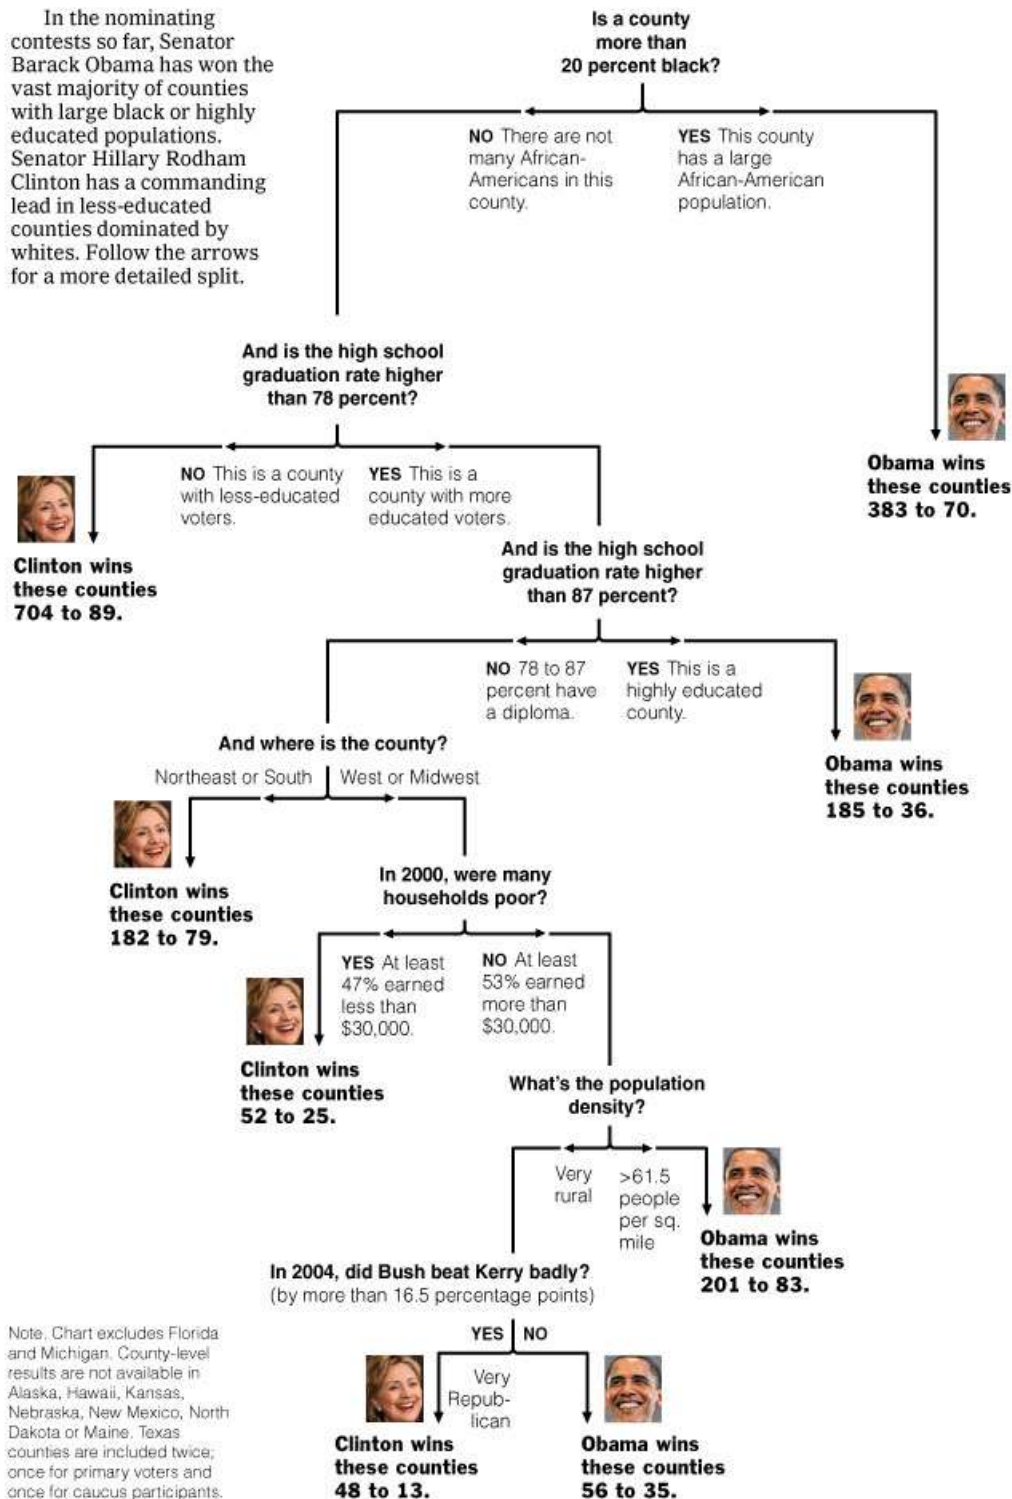 In the nominating
contests so far, Senator
Barack Obama has won the
vast majority of counties
with large black or highly
educated populations.
Senator Hillary Rodham
Clinton has a commanding
lead in less-educated
counties dominated by
whites. Follow the arrows
for a more detailed split.
Is a county
more than
20 percent black?
NO There are not
many African-
Americans in this
county.
YES This county
has a large
African-American
population.
And is the high school
graduation rate higher
than 78 percent?
Obama wins
these counties
383 to 70.
NO This is a county
with less-educated
voters.
YES This is a
county with more
educated voters.
Clinton wins
these counties
704 to 89.
And is the high school
graduation rate higher
than 87 percent?
NO 78 to 87
percent have
a diploma.
YES This is a
highly educated
county.
Obama wins
these counties
185 to 36.
And where is the county?
Northeast or South
West or Midwest
Clinton wins
these counties
182 to 79.
In 2000, were many
households poor?
YES At least
47% earned
less than
$30,000.
NO At least
53% earned
more than
$30,000.
Clinton wins
these counties
52 to 25.
What's the population
density?
Very
rural
>61.5
people
per sq.
mile
Obama wins
these counties
201 to 83.
In 2004, did Bush beat Kerry badly?
(by more than 16.5 percentage points)
YES
NO
Very
Repub-
lican
Clinton wins
these counties
48 to 13.
Obama wins
these counties
56 to 35.
Note. Chart excludes Florida
and Michigan. County-level
results are not available in
Alaska, Hawaii, Kansas,
Nebraska, New Mexico, North
Dakota or Maine. Texas
counties are included twice;
once for primary voters and
once for caucus participants.